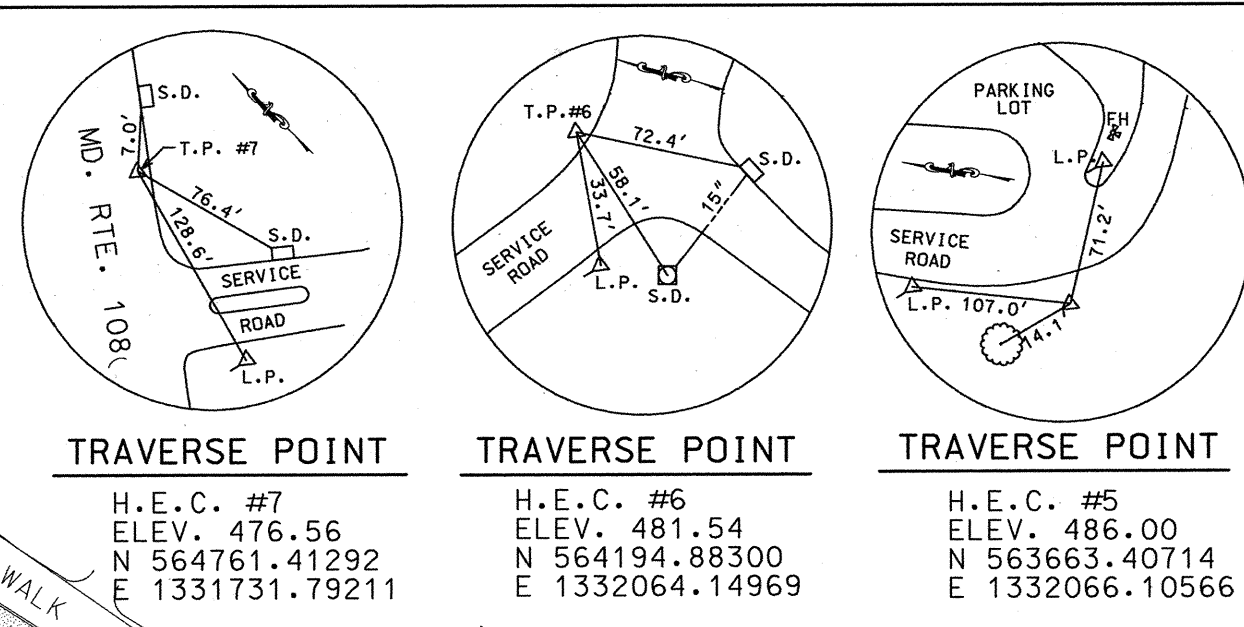 S.D.
7.0'
T.P. #7
76.4'
128.6'
S.D.
SERVICE
ROAD
MD. RTE. 108
L.P.
T.P.#6
72.4'
S.D.
58.1'
33.7'
15"
SERVICE
ROAD
L.P.
S.D.
PARKING
LOT
FH
L.P.
71.2'
SERVICE
ROAD
L.P. 107.0'
14.1'
TRAVERSE POINT
H.E.C. #7
ELEV. 476.56
N 564761.41292
E 1331731.79211
TRAVERSE POINT
H.E.C. #6
ELEV. 481.54
N 564194.88300
E 1332064.14969
TRAVERSE POINT
H.E.C. #5
ELEV. 486.00
N 563663.40714
E 1332066.10566
WALK